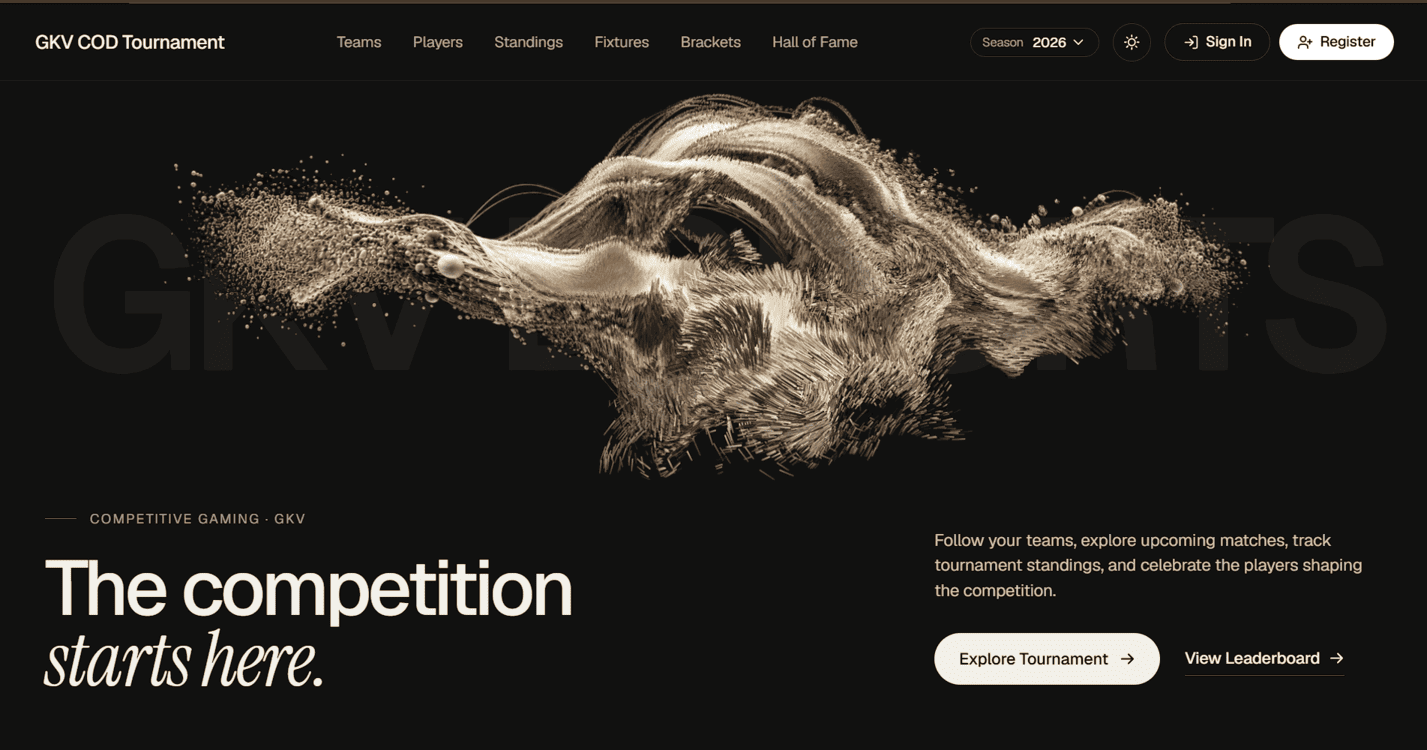 GKV COD Tournament
Teams
Players
Standings
Fixtures
Brackets
Hall of Fame
Season 2026
Sign In
Register
GKV
COMPETITIVE GAMING · GKV
The competition
starts here.
Follow your teams, explore upcoming matches, track
tournament standings, and celebrate the players shaping
the competition.
Explore Tournament →
View Leaderboard →